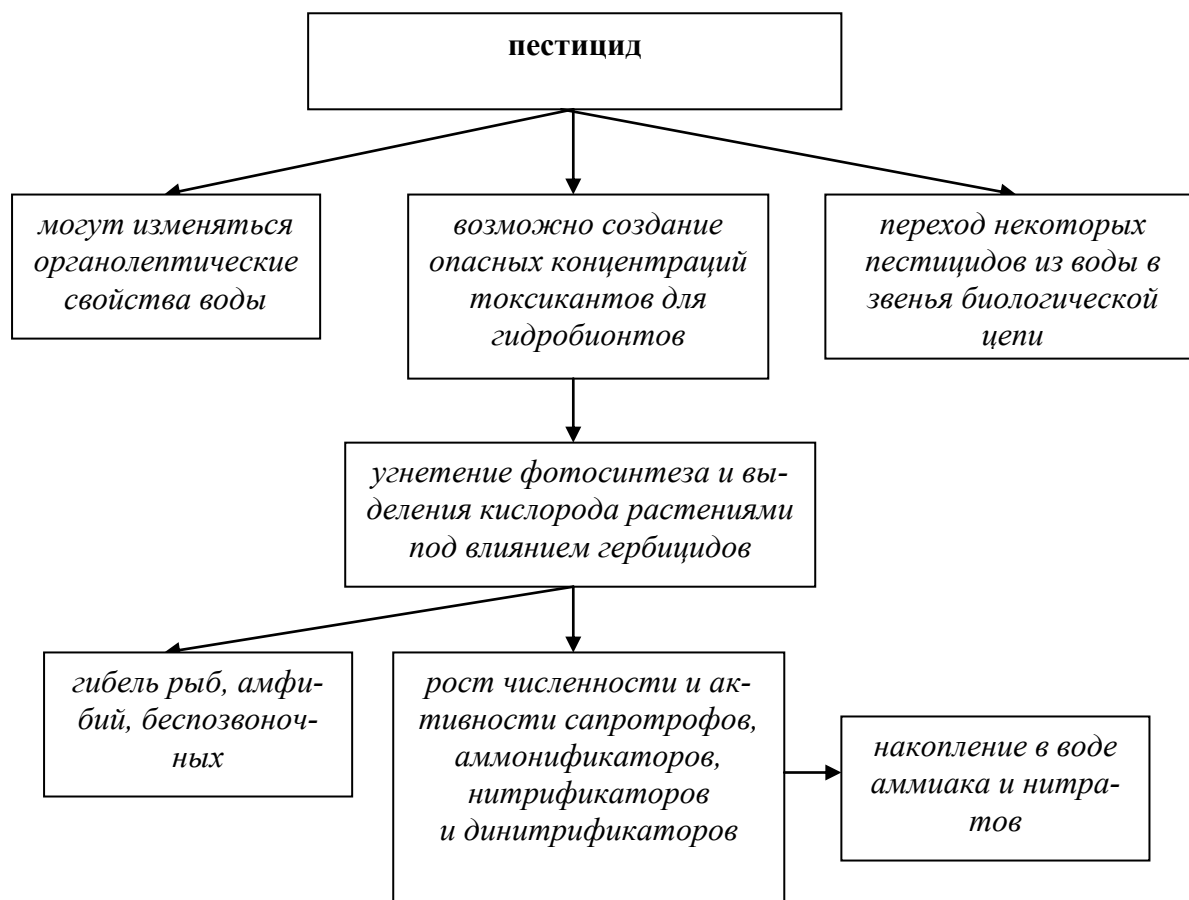 пестицид
могут изменяться
органолептические
свойства воды
возможно создание
опасных концентраций
токсикантов для
гидробионтов
переход некоторых
пестицидов из воды в
звенья биологической
цепи
угнетение фотосинтеза и вы-
деления кислорода растениями
под влиянием гербицидов
гибель рыб, амфи-
бий, беспозвоноч-
ных
рост численности и ак-
тивности сапротрофов,
аммонификаторов,
нитрификаторов
и динитрификаторов
накопление в воде
аммиака и нитра-
тов